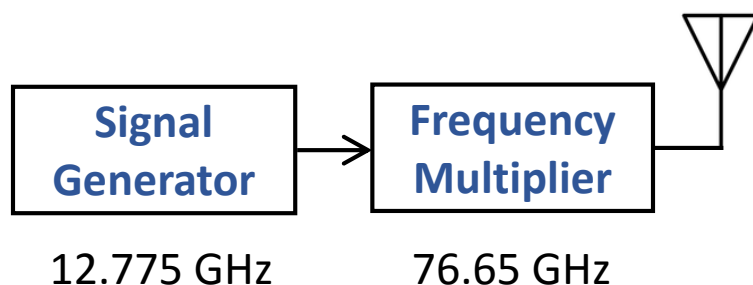 Signal
Generator
Frequency
Multiplier
12.775 GHz
76.65 GHz